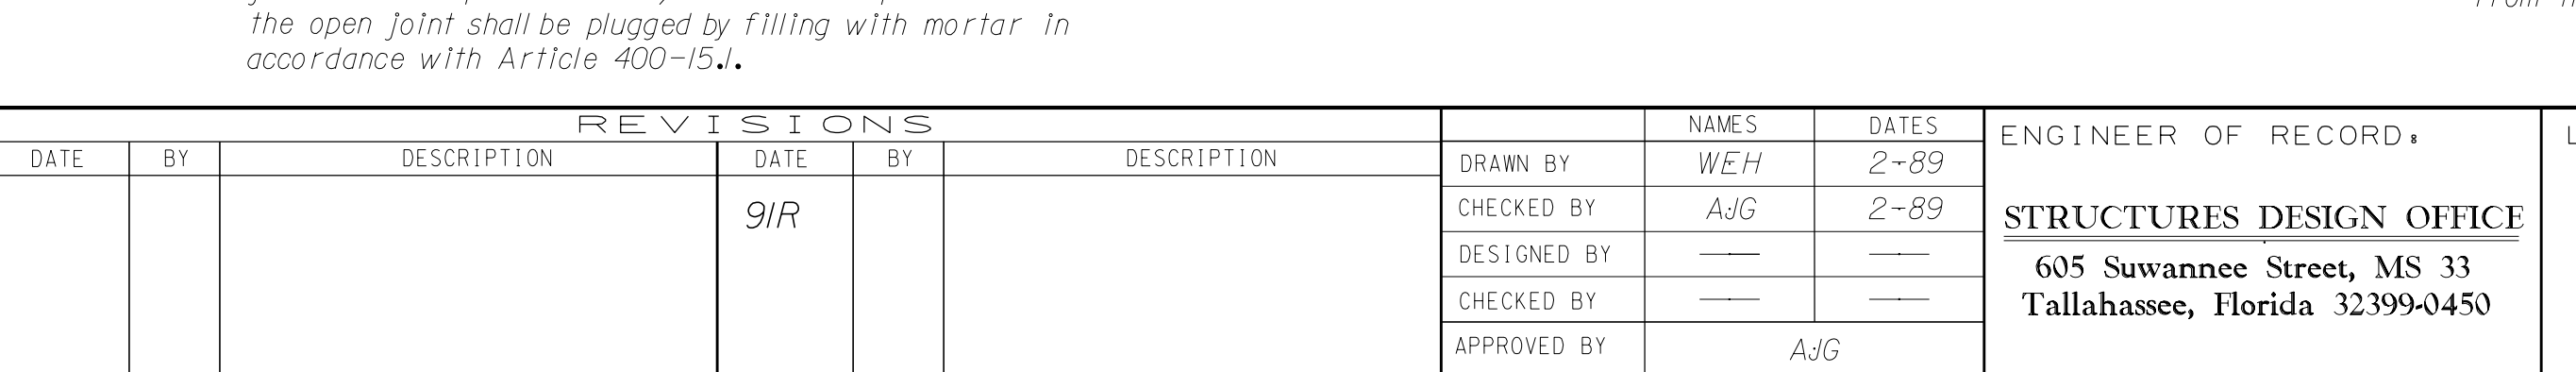 the open joint shall be plugged by filling with mortar in
accordance with Article 400-15.1.
REVISIONS
DATE BY DESCRIPTION DATE BY DESCRIPTION
91R
NAMES DATES
DRAWN BY WEH 2-89
CHECKED BY AJG 2-89
DESIGNED BY — —
CHECKED BY — —
APPROVED BY AJG
ENGINEER OF RECORD:
STRUCTURES DESIGN OFFICE
605 Suwannee Street, MS 33
Tallahassee, Florida 32399-0450